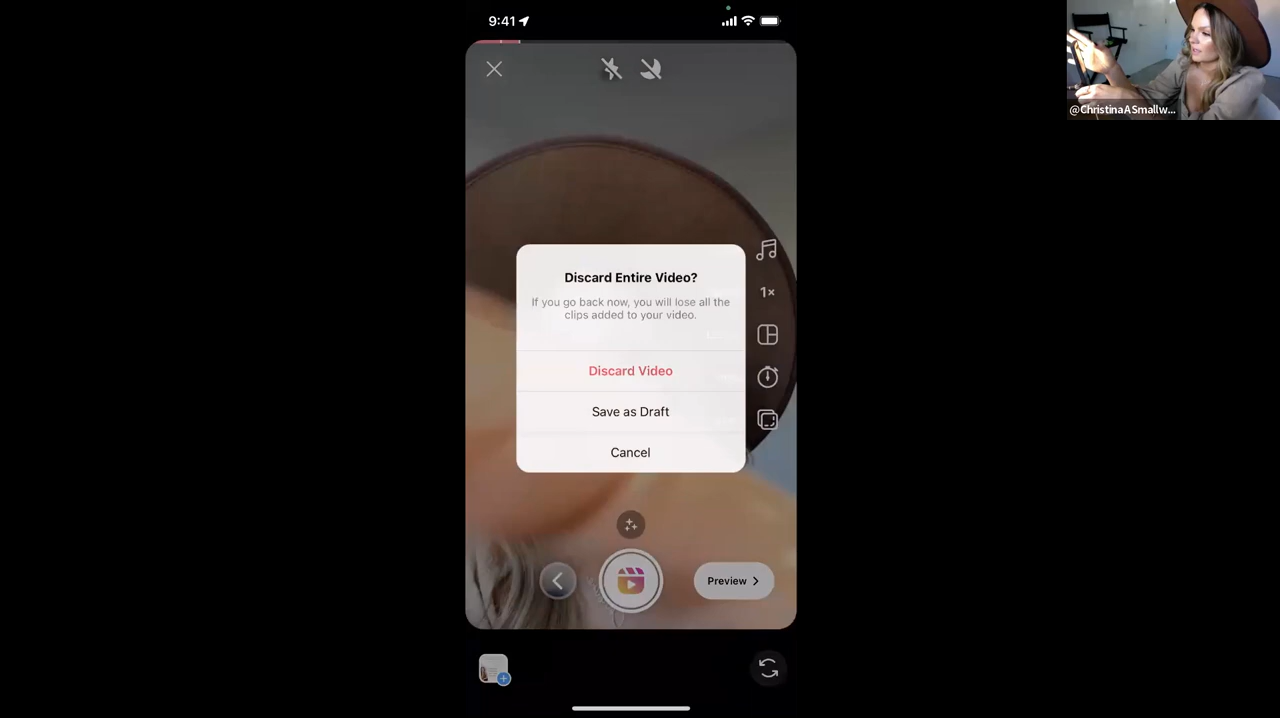 9:41
@ChristinaASmallw...
Discard Entire Video?
If you go back now, you will lose all the
clips added to your video.
1×
Discard Video
Save as Draft
Cancel
Preview